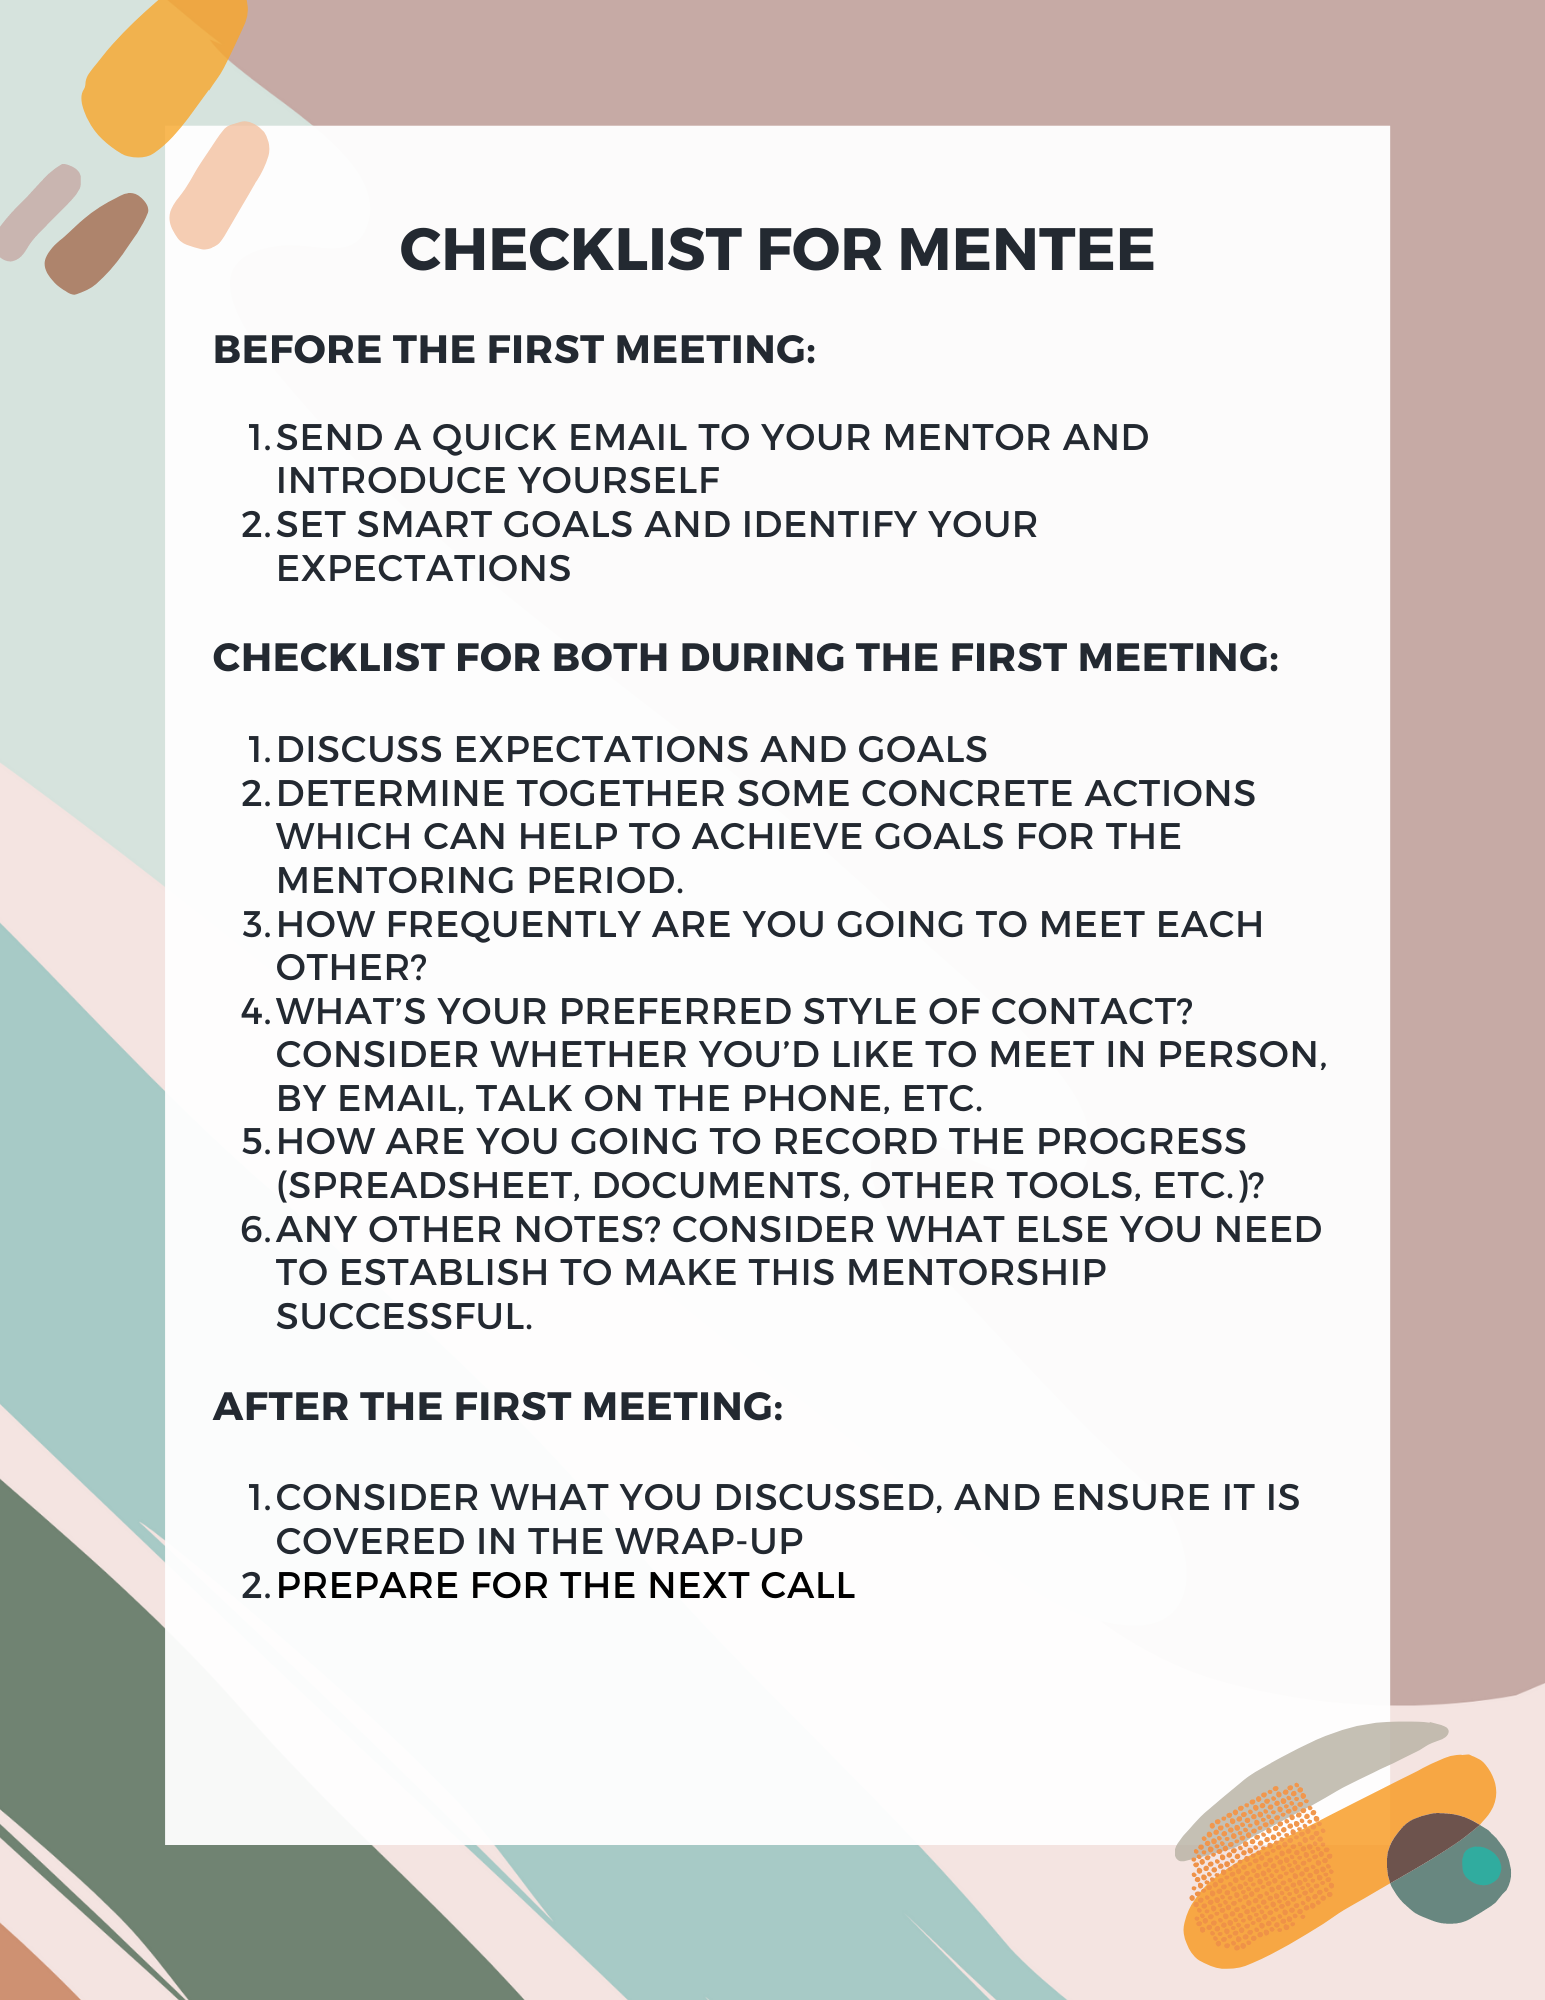 CHECKLIST FOR MENTEE
BEFORE THE FIRST MEETING:
1. SEND A QUICK EMAIL TO YOUR MENTOR AND
INTRODUCE YOURSELF
2. SET SMART GOALS AND IDENTIFY YOUR
EXPECTATIONS
CHECKLIST FOR BOTH DURING THE FIRST MEETING:
1. DISCUSS EXPECTATIONS AND GOALS
2. DETERMINE TOGETHER SOME CONCRETE ACTIONS
WHICH CAN HELP TO ACHIEVE GOALS FOR THE
MENTORING PERIOD.
3. HOW FREQUENTLY ARE YOU GOING TO MEET EACH
OTHER?
4. WHAT’S YOUR PREFERRED STYLE OF CONTACT?
CONSIDER WHETHER YOU’D LIKE TO MEET IN PERSON,
BY EMAIL, TALK ON THE PHONE, ETC.
5. HOW ARE YOU GOING TO RECORD THE PROGRESS
(SPREADSHEET, DOCUMENTS, OTHER TOOLS, ETC.)?
6. ANY OTHER NOTES? CONSIDER WHAT ELSE YOU NEED
TO ESTABLISH TO MAKE THIS MENTORSHIP
SUCCESSFUL.
AFTER THE FIRST MEETING:
1. CONSIDER WHAT YOU DISCUSSED, AND ENSURE IT IS
COVERED IN THE WRAP-UP
2. PREPARE FOR THE NEXT CALL